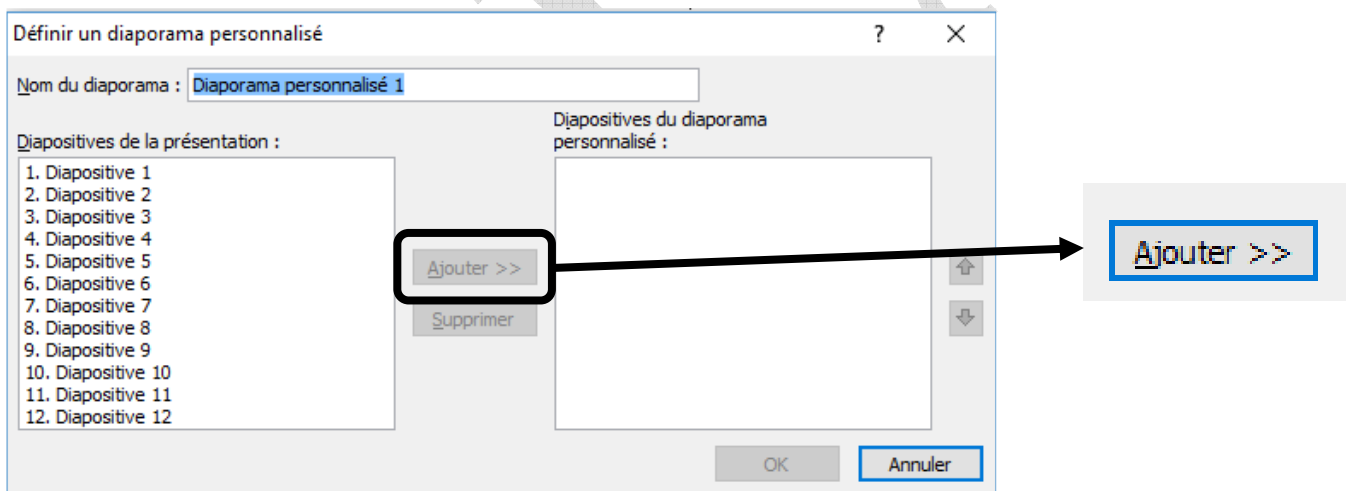 Définir un diaporama personnalisé
?
Nom du diaporama : Diaporama personnalisé 1
Diapositives de la présentation :
1. Diapositive 1
2. Diapositive 2
3. Diapositive 3
4. Diapositive 4
5. Diapositive 5
6. Diapositive 6
7. Diapositive 7
8. Diapositive 8
9. Diapositive 9
10. Diapositive 10
11. Diapositive 11
12. Diapositive 12
Ajouter >>
Supprimer
Diapositives du diaporama
personnalisé :
OK
Annuler
Ajouter >>